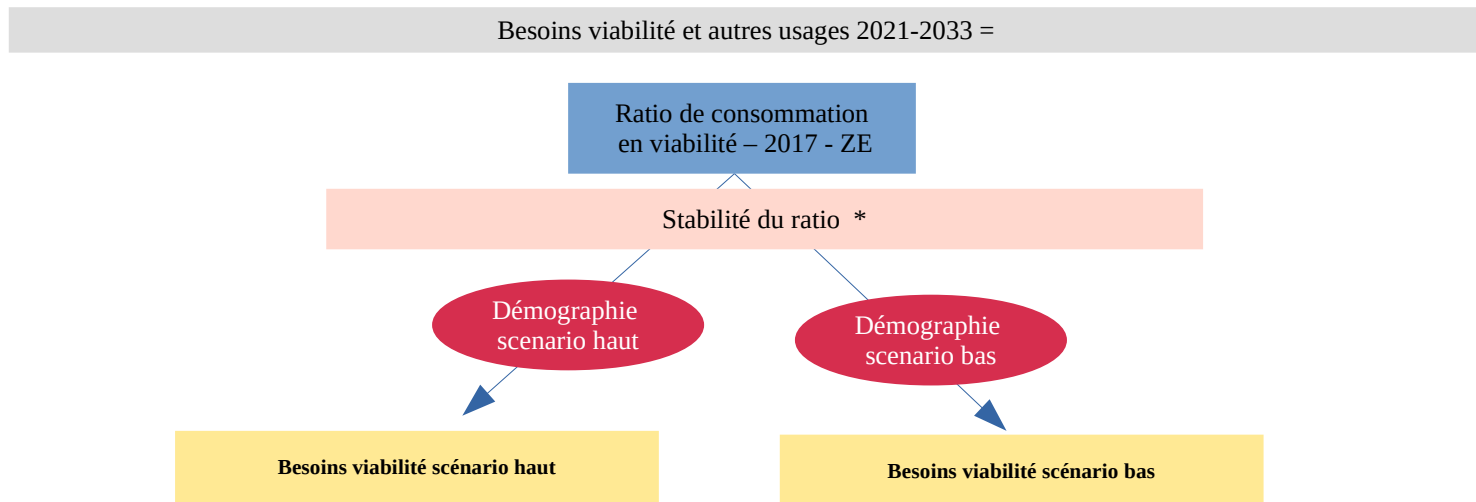 Besoins viabilité et autres usages 2021-2033 =
Ratio de consommation
en viabilité – 2017 - ZE
Stabilité du ratio *
Démographie
scenario haut
Démographie
scenario bas
Besoins viabilité scénario haut
Besoins viabilité scénario bas